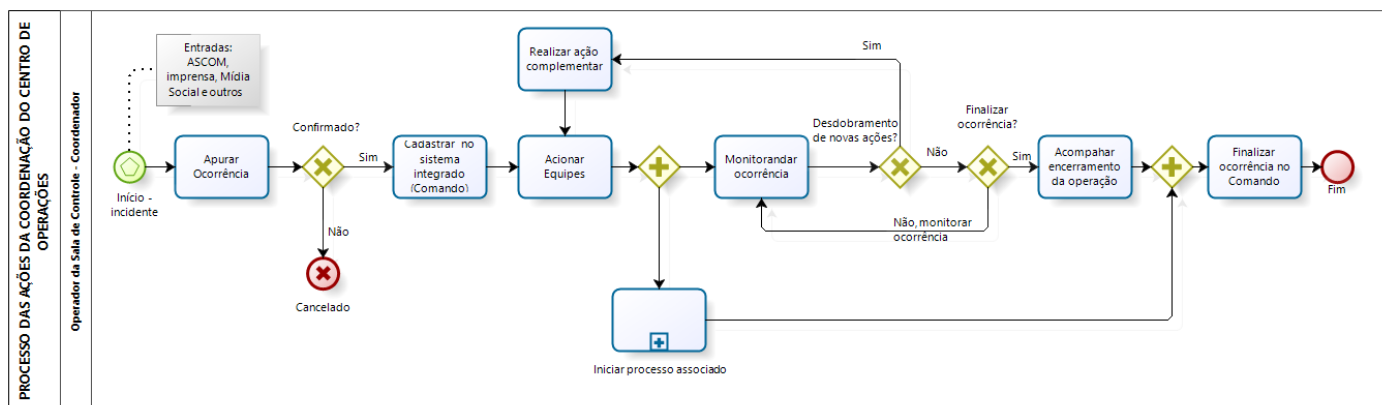 PROCESSO DAS AÇÕES DA COORDENAÇÃO DO CENTRO DE
OPERAÇÕES
Operador da Sala de Controle - Coordenador
Entradas:
ASCOM,
imprensa, Mídia
Social e outros
Início -
incidente
Apurar
Ocorrência
Confirmado?
Sim
Não
Cancelado
Cadastrar no
sistema
integrado
(Comando)
Realizar ação
complementar
Acionar
Equipes
Iniciar processo associado
Monitorandar
ocorrência
Sim
Desdobramento
de novas ações?
Não
Finalizar
ocorrência?
Sim
Não, monitorar
ocorrência
Acompahar
encerramento
da operação
Finalizar
ocorrência no
Comando
Fim